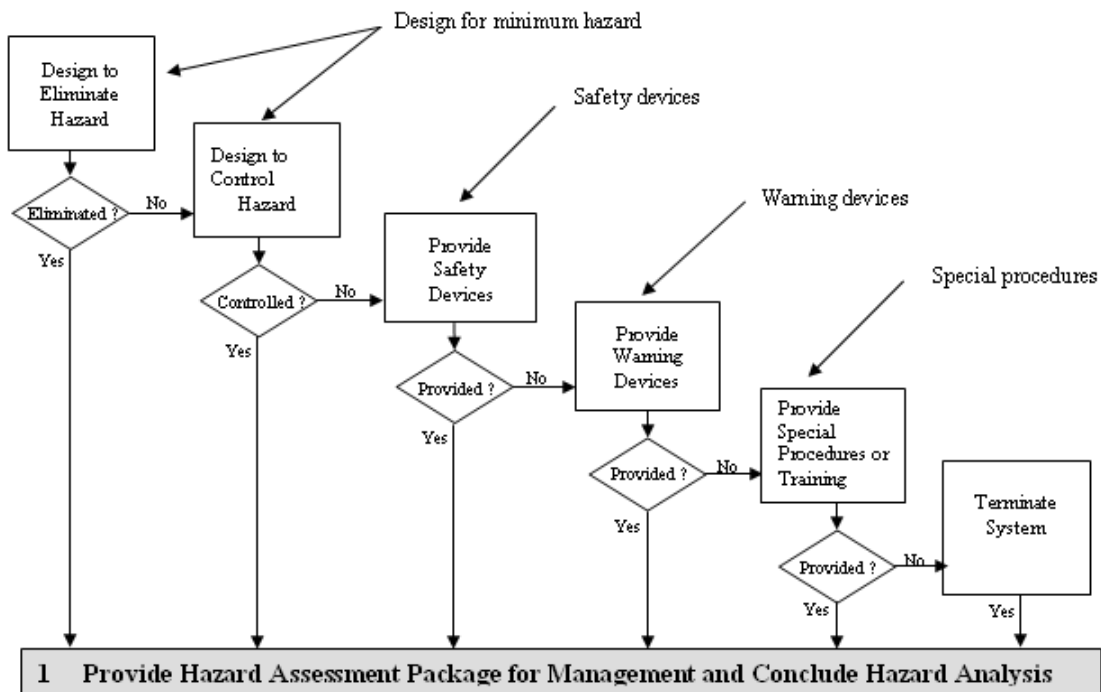 Design for minimum hazard
Design to
Eliminate
Hazard
Safety devices
Design to
Control
Hazard
Eliminated ?
No
Yes
Warning devices
Provide
Safety
Devices
Controlled ?
No
Yes
Special procedures
Provide
Warning
Devices
Provided ?
No
Yes
Provide
Special
Procedures or
Training
Provided ?
No
Yes
Terminate
System
Provided ?
No
Yes
Yes
1 Provide Hazard Assessment Package for Management and Conclude Hazard Analysis